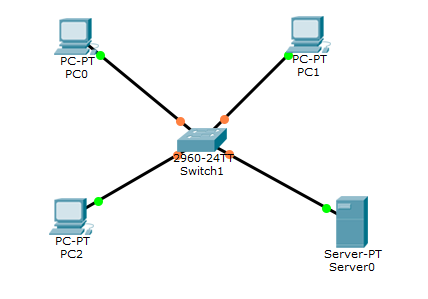 PC-PT
PC0
PC-PT
PC1
2960-24TT
Switch1
PC-PT
PC2
Server-PT
Server0